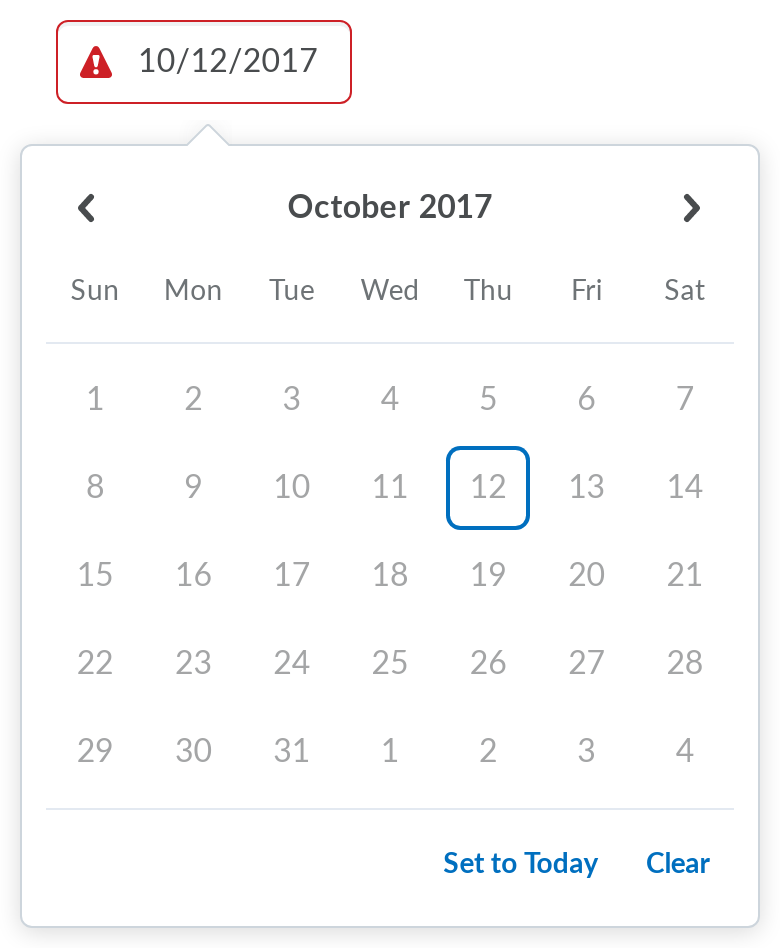 10/12/2017
October 2017
Sun Mon Tue Wed Thu Fri Sat
1 2 3 4 5 6 7
8 9 10 11 12 13 14
15 16 17 18 19 20 21
22 23 24 25 26 27 28
29 30 31 1 2 3 4
Set to Today Clear